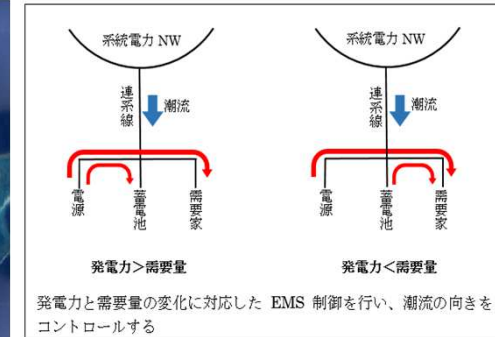 系統電力 NW
連系線
潮流
電源
蓄電池
需要家
発電力>需要量
系統電力 NW
連系線
潮流
電源
蓄電池
需要家
発電力<需要量
発電力と需要量の変化に対応した EMS 制御を行い、潮流の向きを
コントロールする